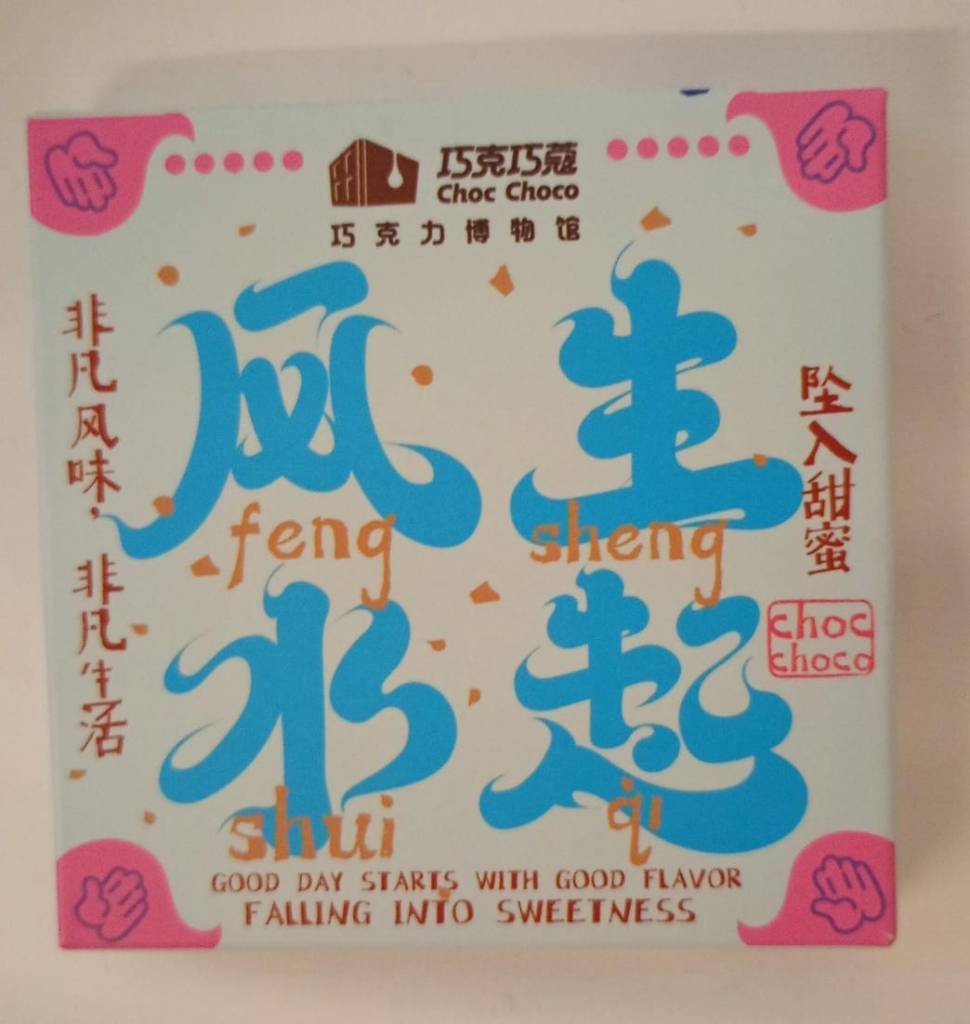 巧克巧蔻
Choc Choco
巧克力博物馆
非凡风味，非凡生活
风生
feng sheng
水起
shui qi
坠入甜蜜
choc
choco
GOOD DAY STARTS WITH GOOD FLAVOR
FALLING INTO SWEETNESS